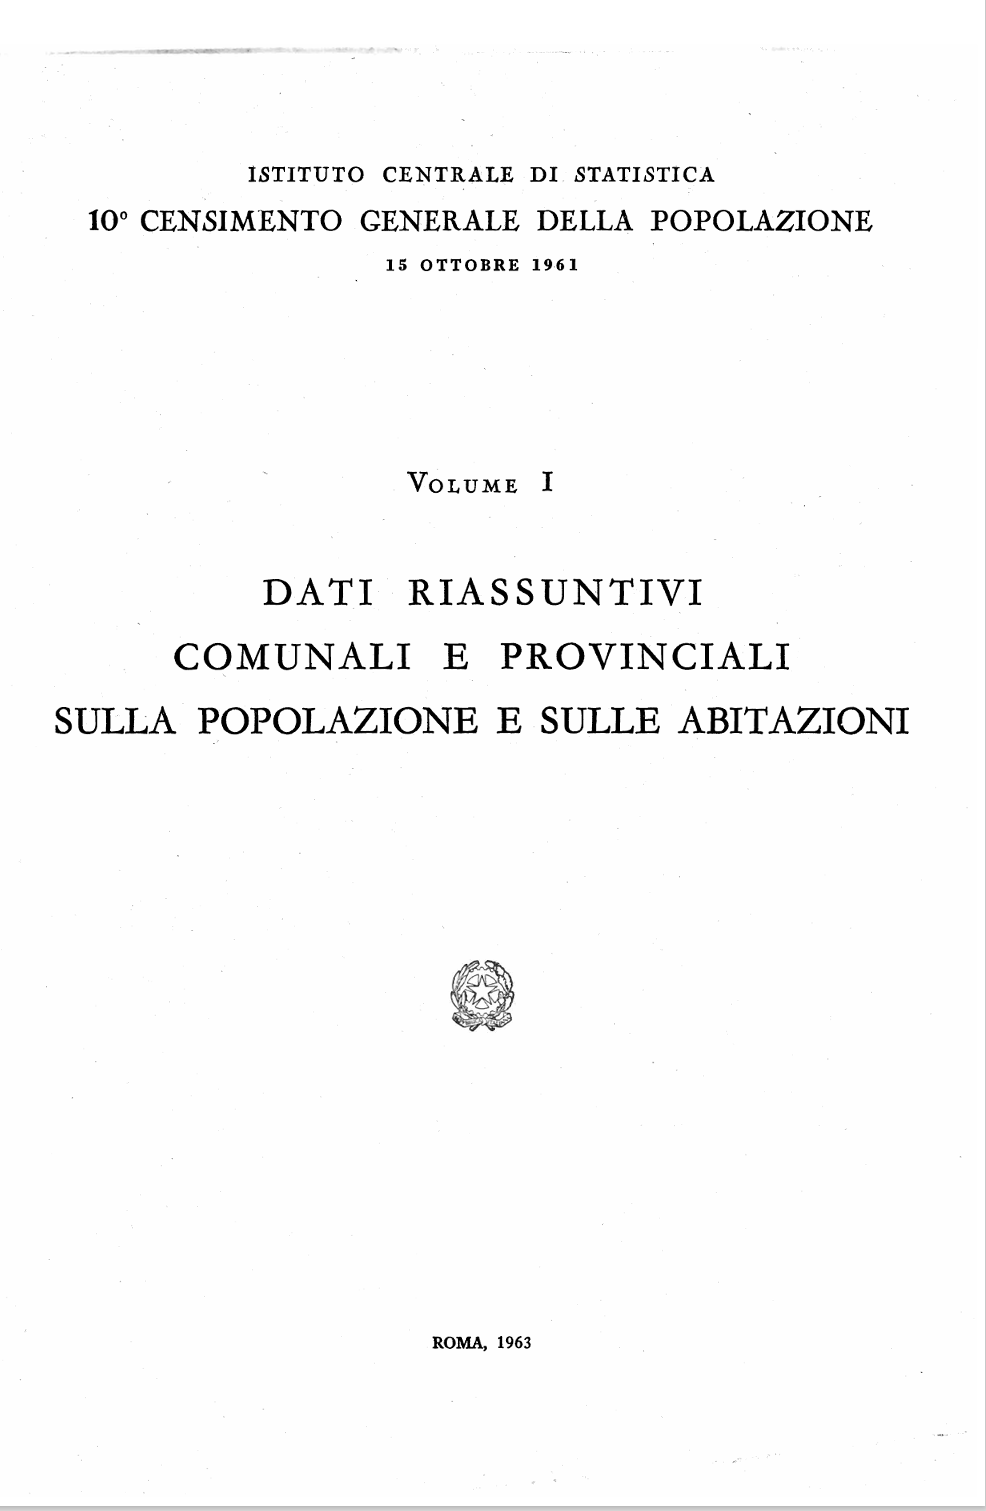 ISTITUTO CENTRALE DI STATISTICA
10º CENSIMENTO GENERALE DELLA POPOLAZIONE
15 OTTOBRE 1961
VOLUME I
DATI RIASSUNTIVI
COMUNALI E PROVINCIALI
SULLA POPOLAZIONE E SULLE ABITAZIONI
ROMA, 1963